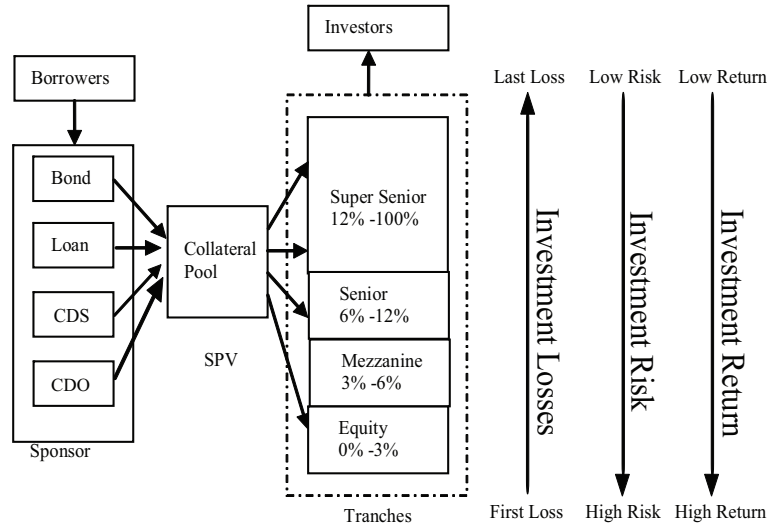 Investors
Borrowers
Bond
Loan
CDS
CDO
Sponsor
Collateral
Pool
SPV
Super Senior
12% -100%
Senior
6% -12%
Mezzanine
3% -6%
Equity
0% -3%
Tranches
Last Loss
Low Risk
Low Return
Investment Losses
Investment Risk
Investment Return
First Loss
High Risk
High Return